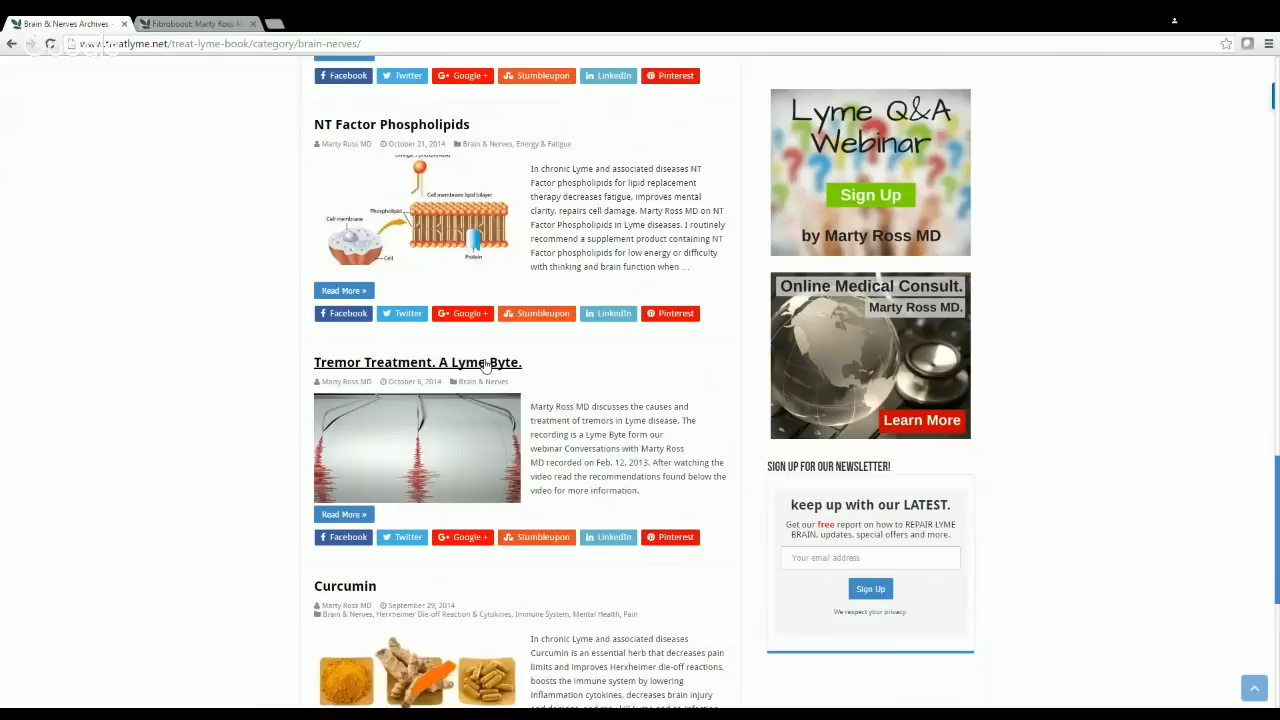 Brain & Nerves Archives
Fibroboost: Marty Ross M
www.treatlyme.net/treat-lyme-book/category/brain-nerves/
Facebook Twitter Google + Stumbleupon LinkedIn Pinterest
NT Factor Phospholipids
Marty Ross MD October 21, 2014 Brain & Nerves, Energy & Fatigue
Cell membrane lipid bilayer
Phospholipid
Cell membrane
Cell
Protein
In chronic Lyme and associated diseases NT
Factor phospholipids for lipid replacement
therapy decreases fatigue, improves mental
clarity, repairs cell damage. Marty Ross MD on NT
Factor Phospholipids in Lyme diseases. I routinely
recommend a supplement product containing NT
Factor phospholipids for low energy or difficulty
with thinking and brain function when …
Read More »
Facebook Twitter Google + Stumbleupon LinkedIn Pinterest
Tremor Treatment. A Lyme Byte.
Marty Ross MD October 6, 2014 Brain & Nerves
Marty Ross MD discusses the causes and
treatment of tremors in Lyme disease. The
recording is a Lyme Byte form our
webinar Conversations with Marty Ross
MD recorded on Feb. 12, 2013. After watching the
video read the recommendations found below the
video for more information.
Read More »
Facebook Twitter Google + Stumbleupon LinkedIn Pinterest
Curcumin
Marty Ross MD September 29, 2014
Brain & Nerves, Herxheimer Die-off Reaction & Cytokines, Immune System, Mental Health, Pain
In chronic Lyme and associated diseases
Curcumin is an essential herb that decreases pain
limits and Improves Herxheimer die-off reactions,
boosts the immune system by lowering
inflammation cytokines, decreases brain injury
Lyme Q&A
Webinar
Sign Up
by Marty Ross MD
Online Medical Consult.
Marty Ross MD.
Learn More
SIGN UP FOR OUR NEWSLETTER!
keep up with our LATEST.
Get our free report on how to REPAIR LYME
BRAIN, updates, special offers and more.
Your email address
Sign Up
We respect your privacy.